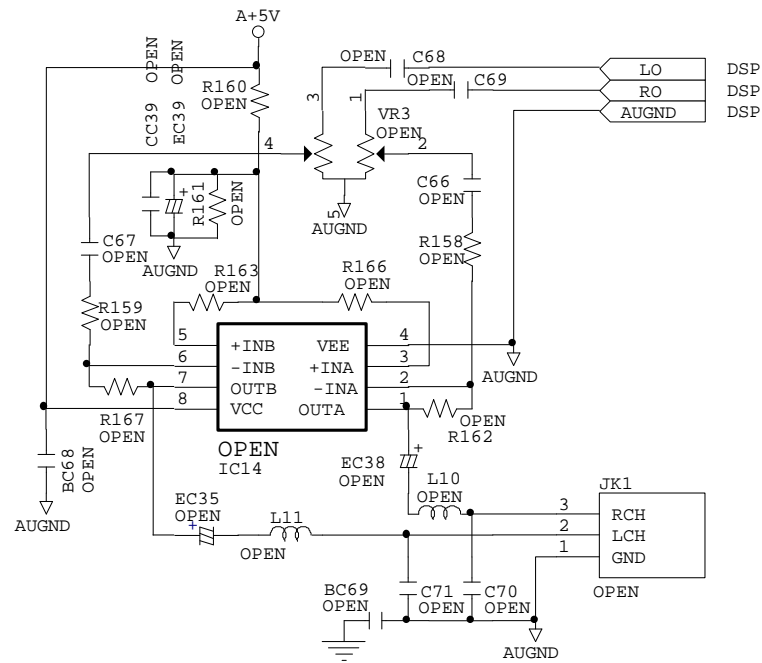 A+5V
OPEN
OPEN
CC39
EC39
R160
OPEN
OPEN
C68
OPEN
C69
LO
DSP
RO
DSP
AUGND
DSP
3
1
VR3
OPEN
4
2
R161
OPEN
5
AUGND
C66
OPEN
C67
OPEN
AUGND
R158
OPEN
R163
OPEN
R166
OPEN
R159
OPEN
5
+INB
VEE
4
6
-INB
+INA
3
7
OUTB
-INA
2
8
VCC
OUTA
1
AUGND
R167
OPEN
OPEN
IC14
OPEN
R162
BC68
OPEN
AUGND
EC38
OPEN
+
L10
OPEN
EC35
OPEN
+
L11
OPEN
JK1
3
RCH
2
LCH
1
GND
OPEN
BC69
OPEN
C71
OPEN
C70
OPEN
AUGND
+